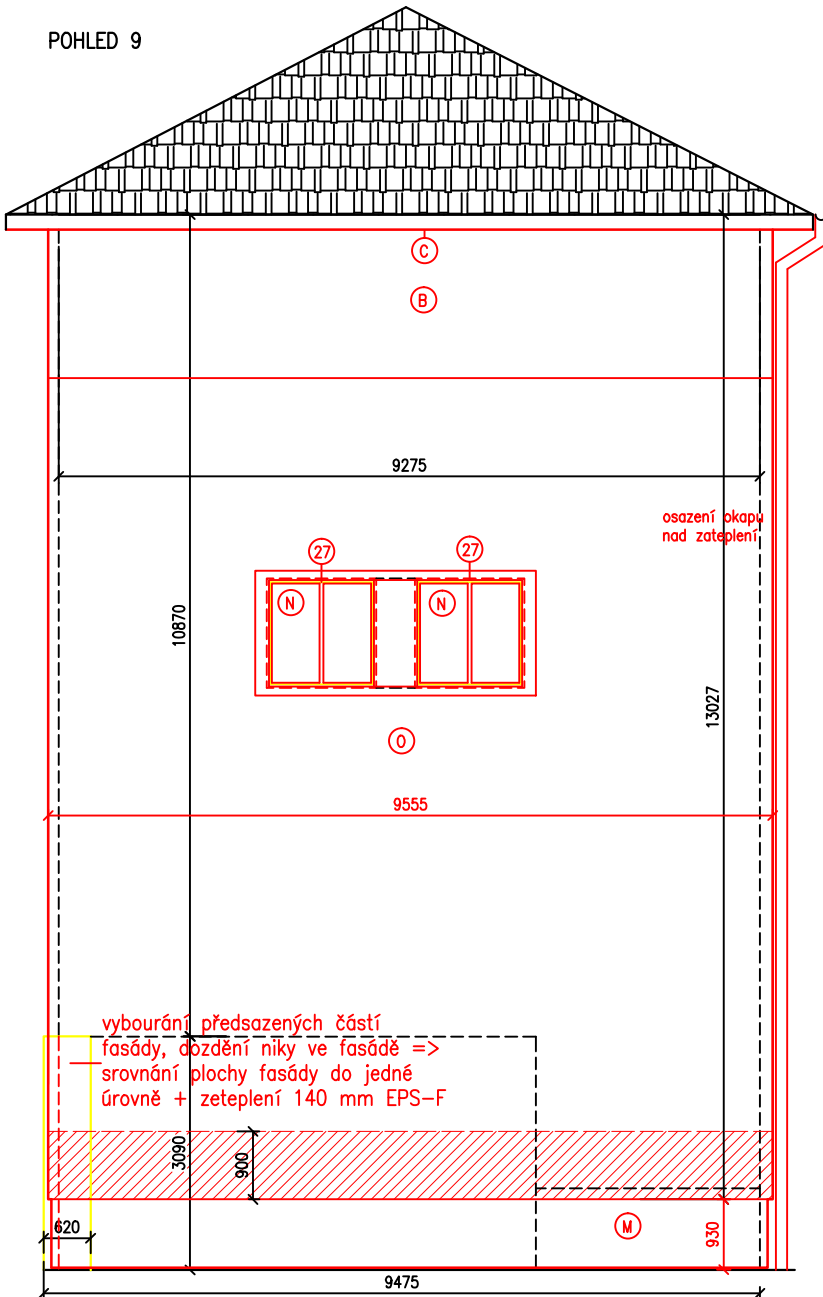 POHLED 9
C
B
9275
osazení okapu
nad zateplení
27
27
N
N
10870
13027
O
9555
vybourání předsazených částí
fasády, dozdění niky ve fasádě =>
srovnání plochy fasády do jedné
úrovně + zeteplení 140 mm EPS-F
3090
900
620
M
930
9475